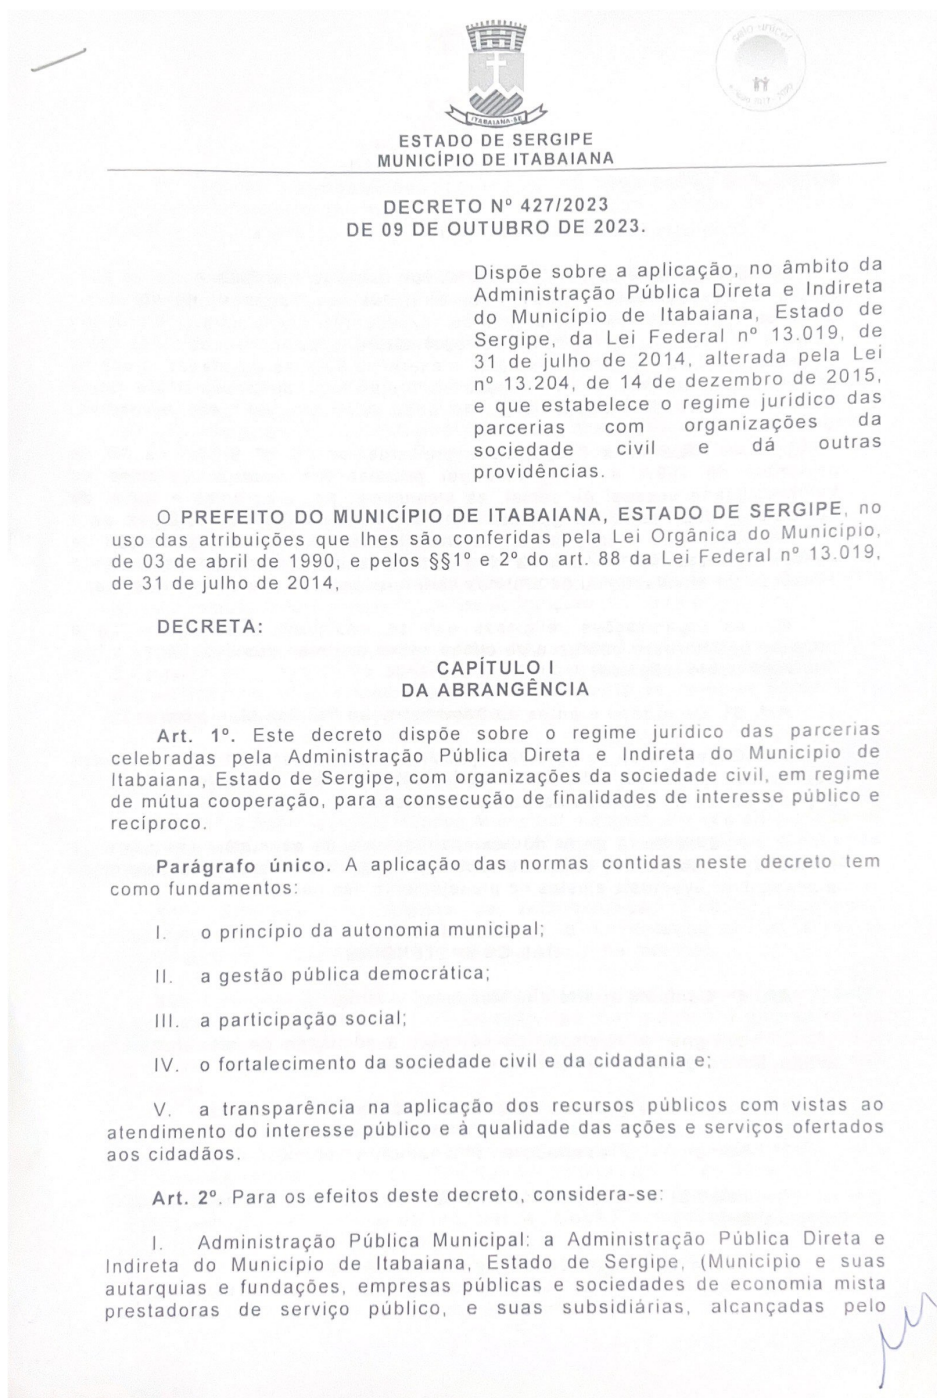 ITABAIANA-SE
selo unicef
ESTADO DE SERGIPE
MUNICÍPIO DE ITABAIANA
DECRETO Nº 427/2023
DE 09 DE OUTUBRO DE 2023.
Dispõe sobre a aplicação, no âmbito da
Administração Pública Direta e Indireta
do Município de Itabaiana, Estado de
Sergipe, da Lei Federal nº 13.019, de
31 de julho de 2014, alterada pela Lei
nº 13.204, de 14 de dezembro de 2015,
e que estabelece o regime jurídico das
parcerias com organizações da
sociedade civil e dá outras
providências.
O PREFEITO DO MUNICÍPIO DE ITABAIANA, ESTADO DE SERGIPE, no
uso das atribuições que lhes são conferidas pela Lei Orgânica do Município,
de 03 de abril de 1990, e pelos §§1º e 2º do art. 88 da Lei Federal nº 13.019,
de 31 de julho de 2014,
DECRETA:
CAPÍTULO I
DA ABRANGÊNCIA
Art. 1º. Este decreto dispõe sobre o regime jurídico das parcerias
celebradas pela Administração Pública Direta e Indireta do Município de
Itabaiana, Estado de Sergipe, com organizações da sociedade civil, em regime
de mútua cooperação, para a consecução de finalidades de interesse público e
recíproco.
Parágrafo único. A aplicação das normas contidas neste decreto tem
como fundamentos:
I. o princípio da autonomia municipal;
II. a gestão pública democrática;
III. a participação social;
IV. o fortalecimento da sociedade civil e da cidadania e;
V. a transparência na aplicação dos recursos públicos com vistas ao
atendimento do interesse público e à qualidade das ações e serviços ofertados
aos cidadãos.
Art. 2º. Para os efeitos deste decreto, considera-se:
I. Administração Pública Municipal: a Administração Pública Direta e
Indireta do Município de Itabaiana, Estado de Sergipe, (Município e suas
autarquias e fundações, empresas públicas e sociedades de economia mista
prestadoras de serviço público, e suas subsidiárias, alcançadas pelo